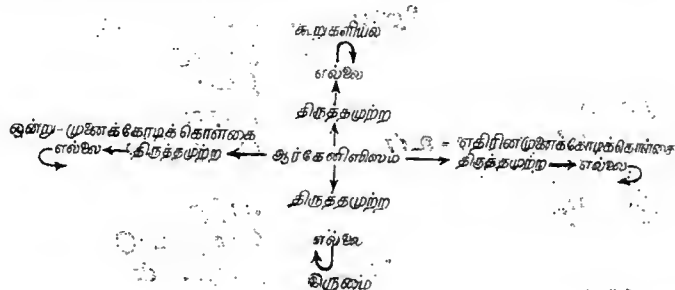 கூறுகளியல்
எல்லை
திருத்தமுற்ற
ஒன்று-முனைக்கோடிக் கொள்கை
எல்லை திருத்தமுற்ற ஆர்கேனிஸிஸம்
எதிரினமுனைக்கோடிக்கொள்கை
திருத்தமுற்ற எல்லை
திருத்தமுற்ற
எல்லை
இருமை